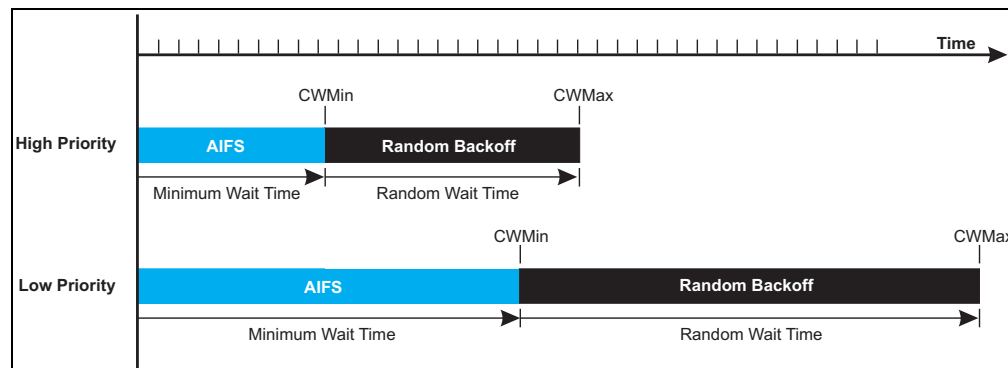 Time
CWMin CWMax
High Priority AIFS Random Backoff
Minimum Wait Time Random Wait Time
CWMin CWMax
Low Priority AIFS Random Backoff
Minimum Wait Time Random Wait Time